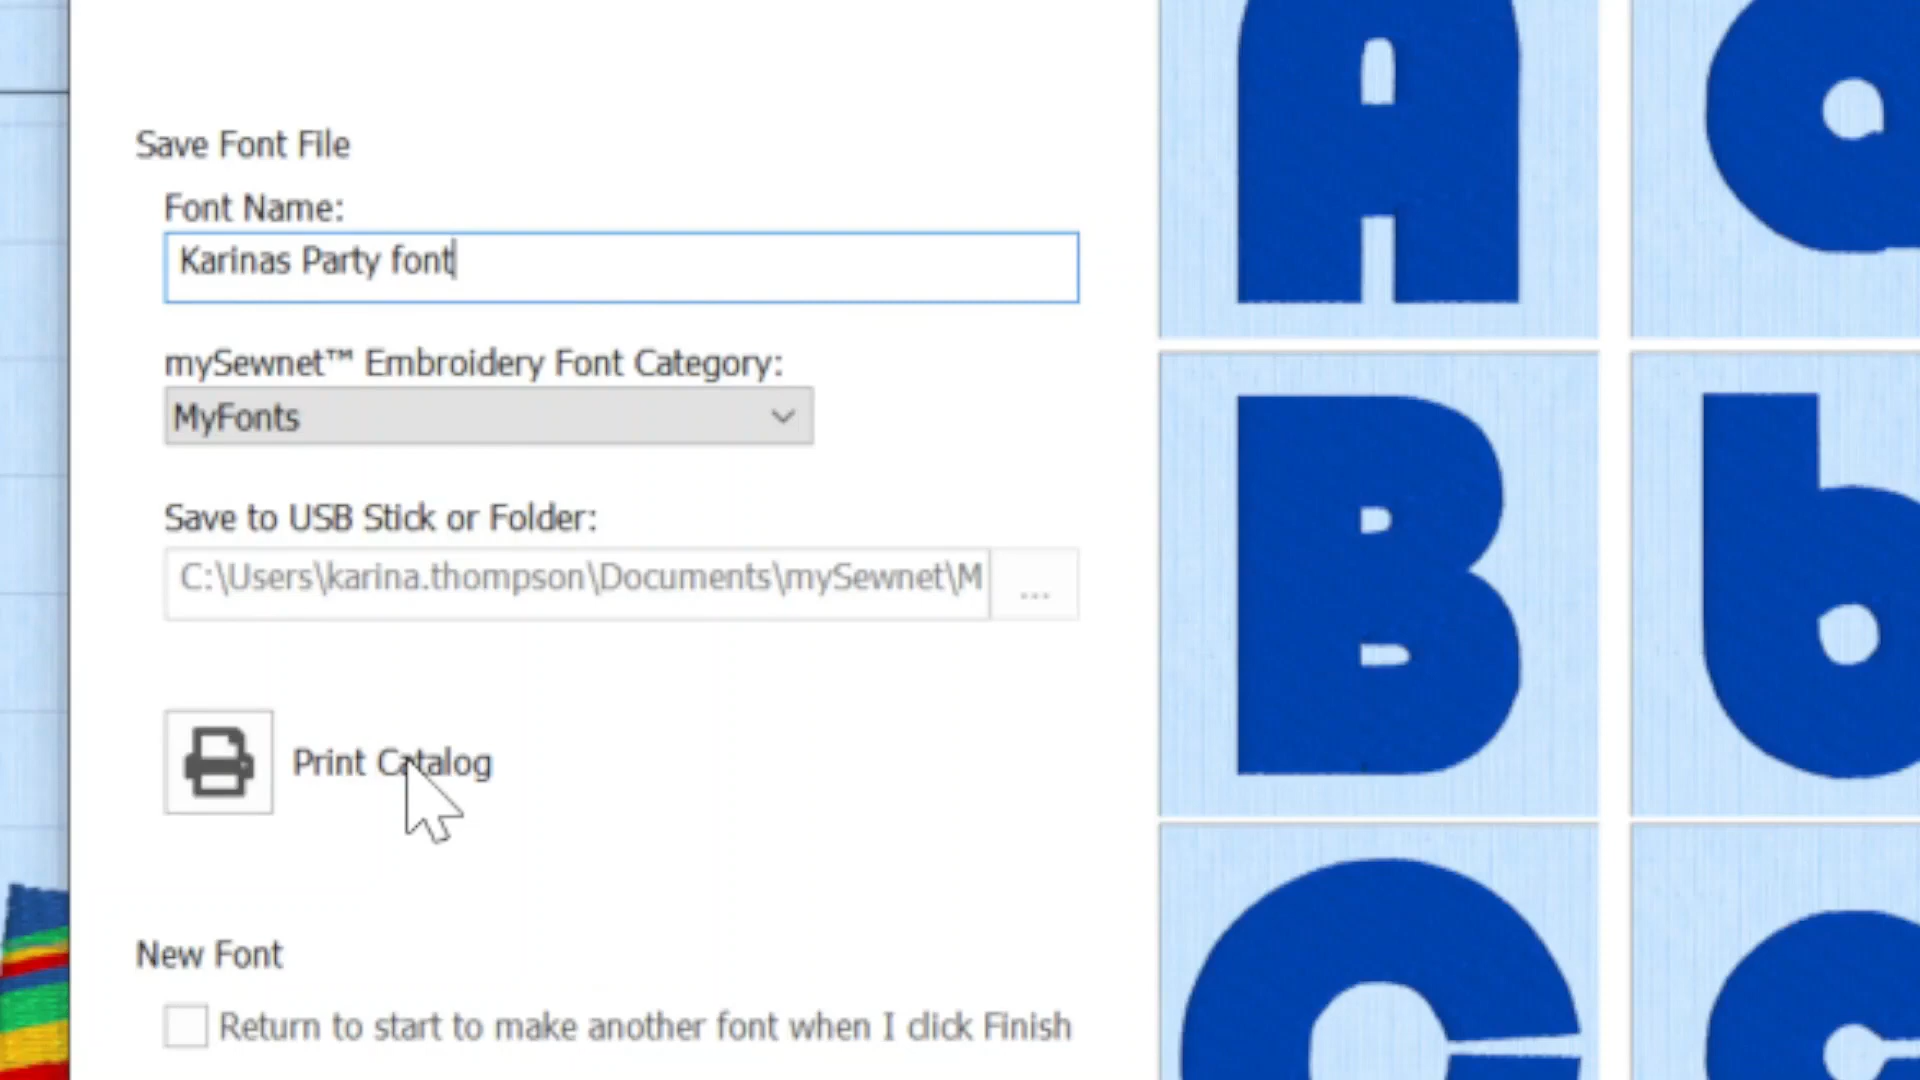 Save Font File
Font Name:
Karinas Party font
mySewnet™ Embroidery Font Category:
MyFonts
Save to USB Stick or Folder:
C:\Users\karina.thompson\Documents\mySewnet\M
...
Print Catalog
New Font
Return to start to make another font when I click Finish
A a
B b
C c